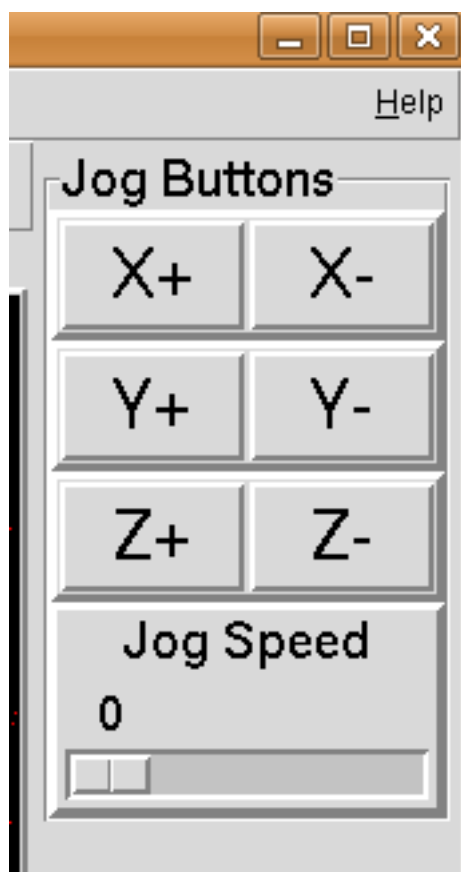 Help
Jog Buttons
X+ X-
Y+ Y-
Z+ Z-
Jog Speed
0